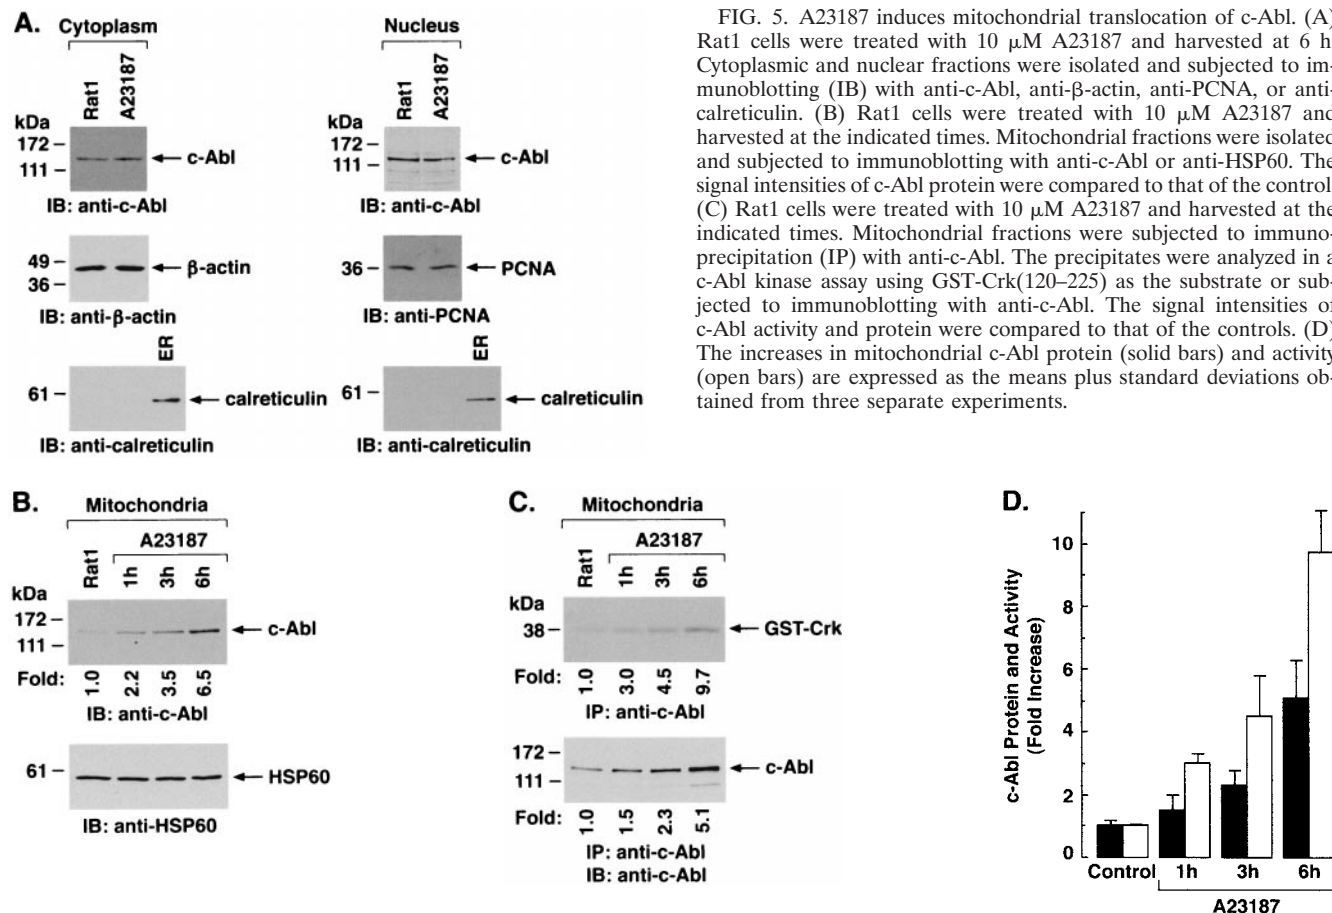 FIG. 5. A23187 induces mitochondrial translocation of c-Abl. (A)
Rat1 cells were treated with 10 μM A23187 and harvested at 6 h
Cytoplasmic and nuclear fractions were isolated and subjected to im-
munoblotting (IB) with anti-c-Abl, anti-β-actin, anti-PCNA, or anti-
calreticulin. (B) Rat1 cells were treated with 10 μM A23187 and
harvested at the indicated times. Mitochondrial fractions were isolated
and subjected to immunoblotting with anti-c-Abl or anti-HSP60. The
signal intensities of c-Abl protein were compared to that of the control
(C) Rat1 cells were treated with 10 μM A23187 and harvested at the
indicated times. Mitochondrial fractions were subjected to immuno-
precipitation (IP) with anti-c-Abl. The precipitates were analyzed in a
c-Abl kinase assay using GST-Crk(120–225) as the substrate or sub-
jected to immunoblotting with anti-c-Abl. The signal intensities of
c-Abl activity and protein were compared to that of the controls. (D)
The increases in mitochondrial c-Abl protein (solid bars) and activity
(open bars) are expressed as the means plus standard deviations ob-
tained from three separate experiments.
A.
Cytoplasm
Rat1
A23187
kDa
172
111
c-Abl
IB: anti-c-Abl
49
36
β-actin
IB: anti-β-actin
ER
61
calreticulin
IB: anti-calreticulin
Nucleus
Rat1
A23187
kDa
172
111
c-Abl
IB: anti-c-Abl
36
PCNA
IB: anti-PCNA
ER
61
calreticulin
IB: anti-calreticulin
B.
Mitochondria
A23187
Rat1
1h
3h
6h
kDa
172
111
c-Abl
Fold: 1.0 2.2 3.5 6.5
IB: anti-c-Abl
61
HSP60
IB: anti-HSP60
C.
Mitochondria
A23187
Rat1
1h
3h
6h
kDa
38
GST-Crk
Fold: 1.0 3.0 4.5 9.7
IP: anti-c-Abl
172
111
c-Abl
Fold: 1.0 1.5 2.3 5.1
IP: anti-c-Abl
IB: anti-c-Abl
D.
c-Abl Protein and Activity
(Fold Increase)
10
8
6
4
2
0
Control 1h 3h 6h
A23187